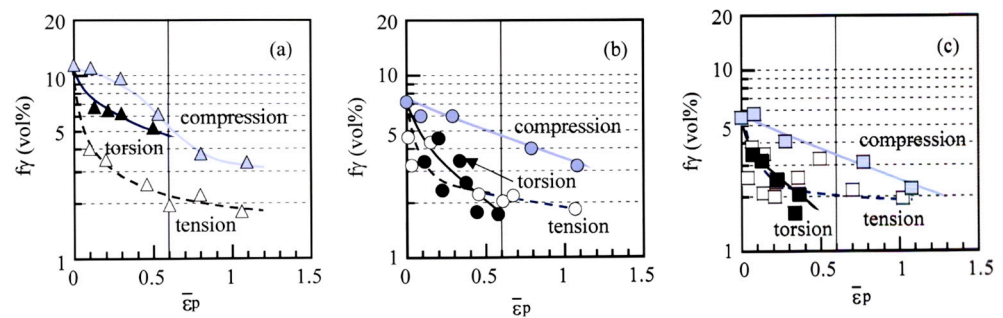 20
(a)
10
compression
5
torsion
tension
1
0
0.5
1
1.5
fγ (vol%)
ε̅ᵖ
20
(b)
10
compression
5
torsion
tension
1
0
0.5
1
1.5
fγ (vol%)
ε̅ᵖ
20
(c)
10
compression
5
torsion
tension
1
0
0.5
1
1.5
fγ (vol%)
ε̅ᵖ